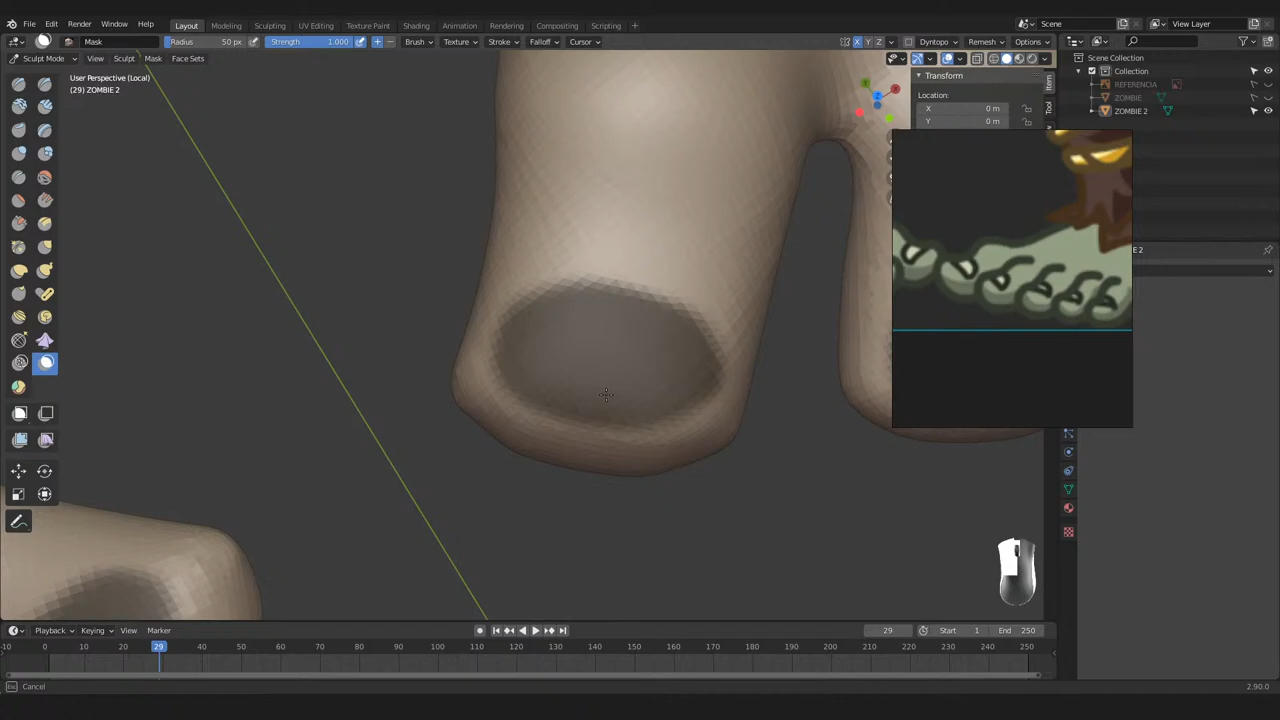 File Edit Render Window Help Layout Modeling Sculpting UV Editing Texture Paint Shading Animation Rendering Compositing Scripting + Scene View Layer
Mask Radius 50 px Strength 1.000 Brush Texture Stroke Falloff Cursor X Y Z Dyntopo Remesh Options
Sculpt Mode View Sculpt Mask Face Sets
User Perspective (Local)
(29) ZOMBIE 2
Transform
Location:
X 0 m
Y 0 m
Item
Tool
Scene Collection
Collection
REFERENCIA
ZOMBIE
ZOMBIE 2
E 2
Playback Keying View Marker 29 Start 1 End 250
-10 0 10 20 29 40 50 60 70 80 90 100 110 120 130 140 150 160 170 180 190 200 210 220 230 240 250
Esc Cancel 2.90.0